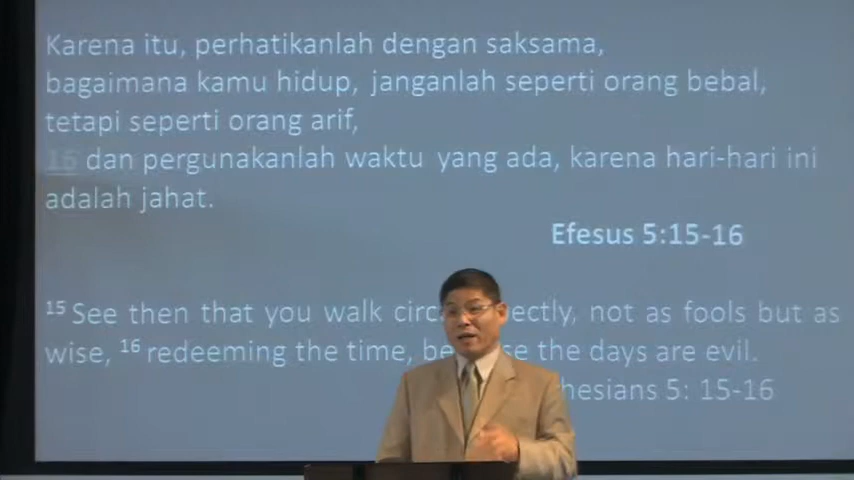 Karena itu, perhatikanlah dengan saksama,
bagaimana kamu hidup, janganlah seperti orang bebal,
tetapi seperti orang arif,
16 dan pergunakanlah waktu yang ada, karena hari-hari ini
adalah jahat.
Efesus 5:15-16
15 See then that you walk not as fools but as
wise, 16 redeeming the time, the days are evil.
5: 15-16